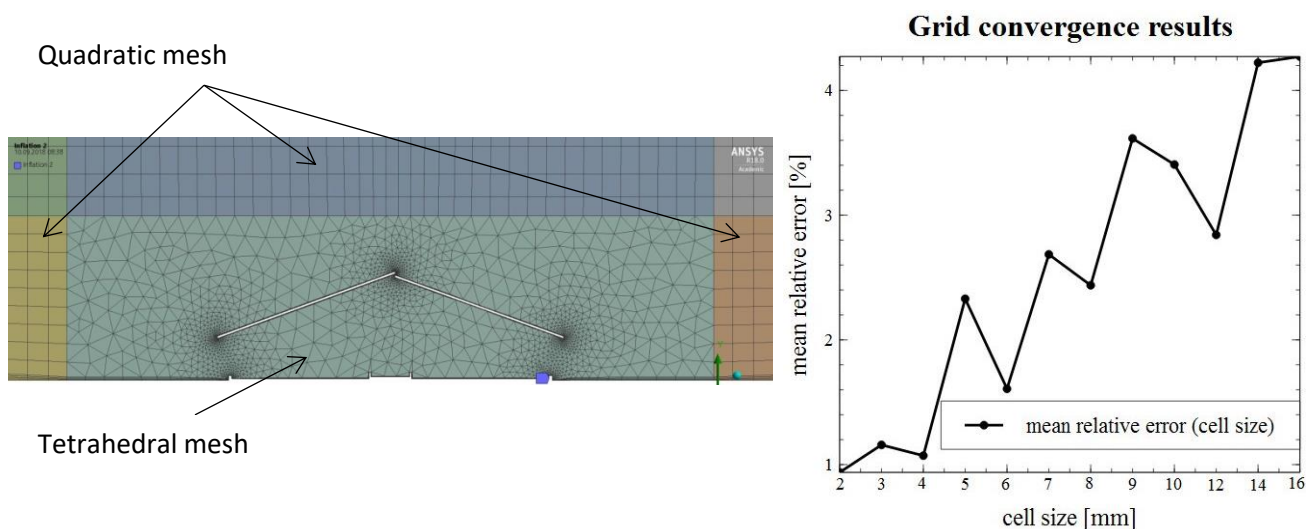 Quadratic mesh
Inflation 2
Inflation 2
ANSYS
R18.0
Academic
Tetrahedral mesh
Grid convergence results
mean relative error [%]
4
3
2
1
mean relative error (cell size)
2 3 4 5 6 7 8 9 10 12 14 16
cell size [mm]